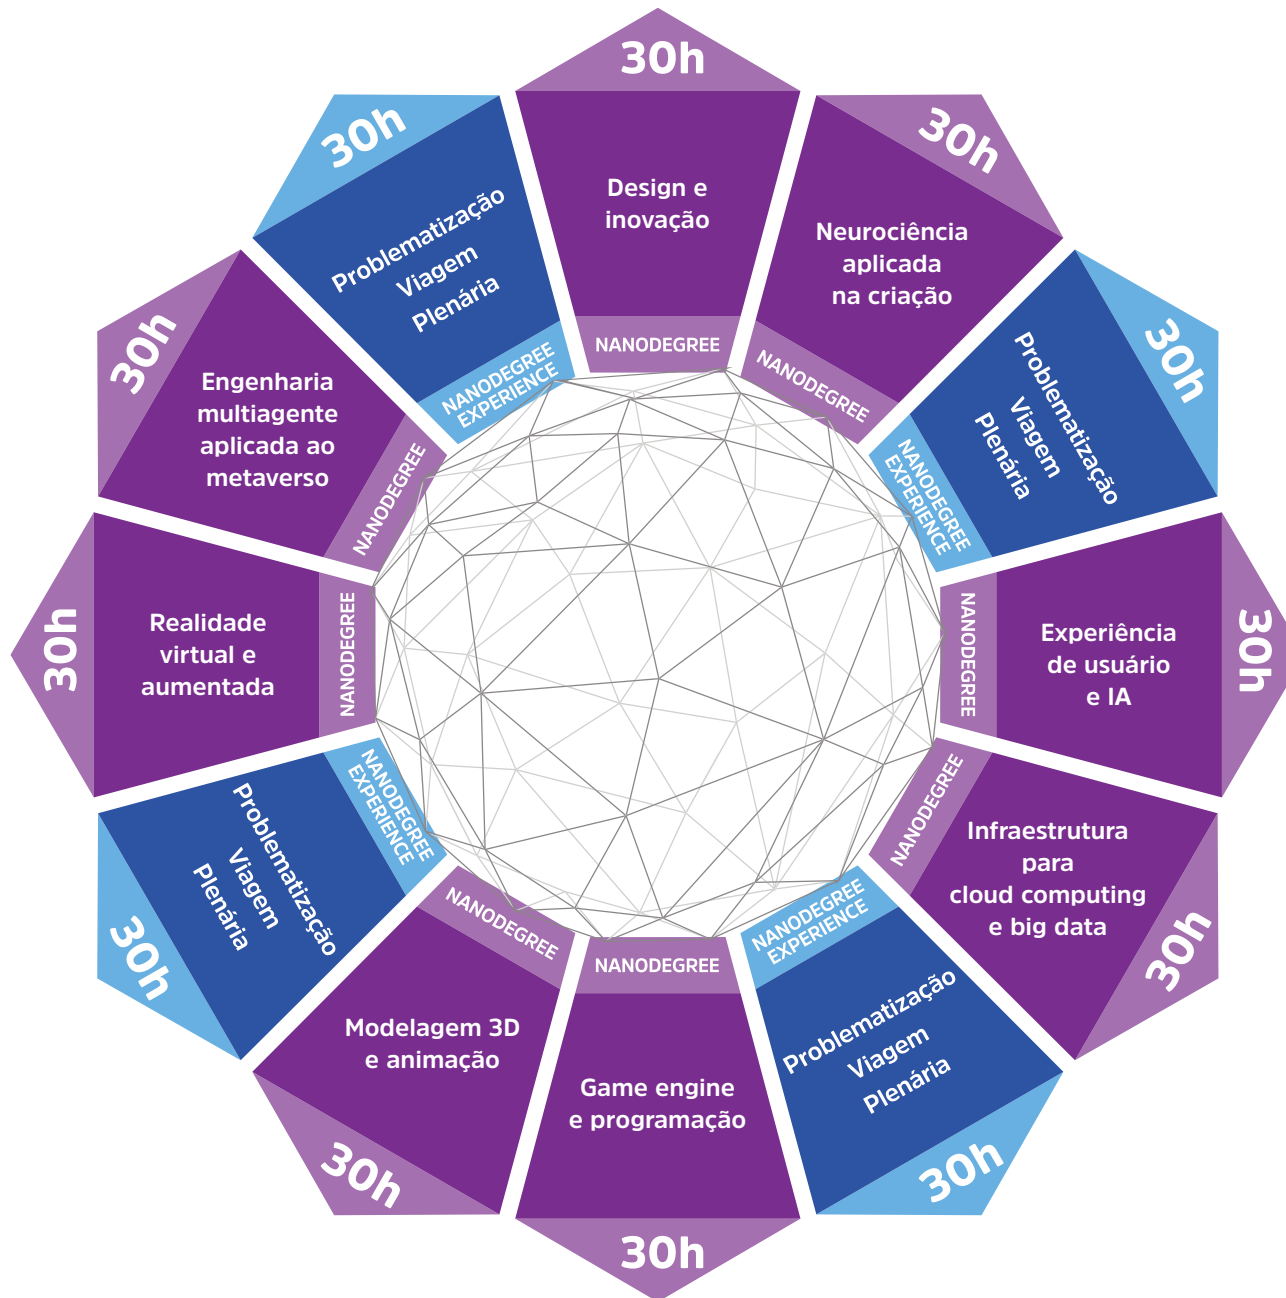 30h
Design e
inovação
NANODEGREE
30h
Neurociência
aplicada
na criação
NANODEGREE
30h
Problematização
Viagem
Plenária
NANODEGREE
EXPERIENCE
30h
Experiência
de usuário
e IA
NANODEGREE
30h
Infraestrutura
para
cloud computing
e big data
NANODEGREE
30h
Problematização
Viagem
Plenária
NANODEGREE
EXPERIENCE
30h
Game engine
e programação
NANODEGREE
30h
Modelagem 3D
e animação
NANODEGREE
30h
Problematização
Viagem
Plenária
NANODEGREE
EXPERIENCE
30h
Realidade
virtual e
aumentada
NANODEGREE
30h
Engenharia
multiagente
aplicada ao
metaverso
NANODEGREE
30h
Problematização
Viagem
Plenária
NANODEGREE
EXPERIENCE